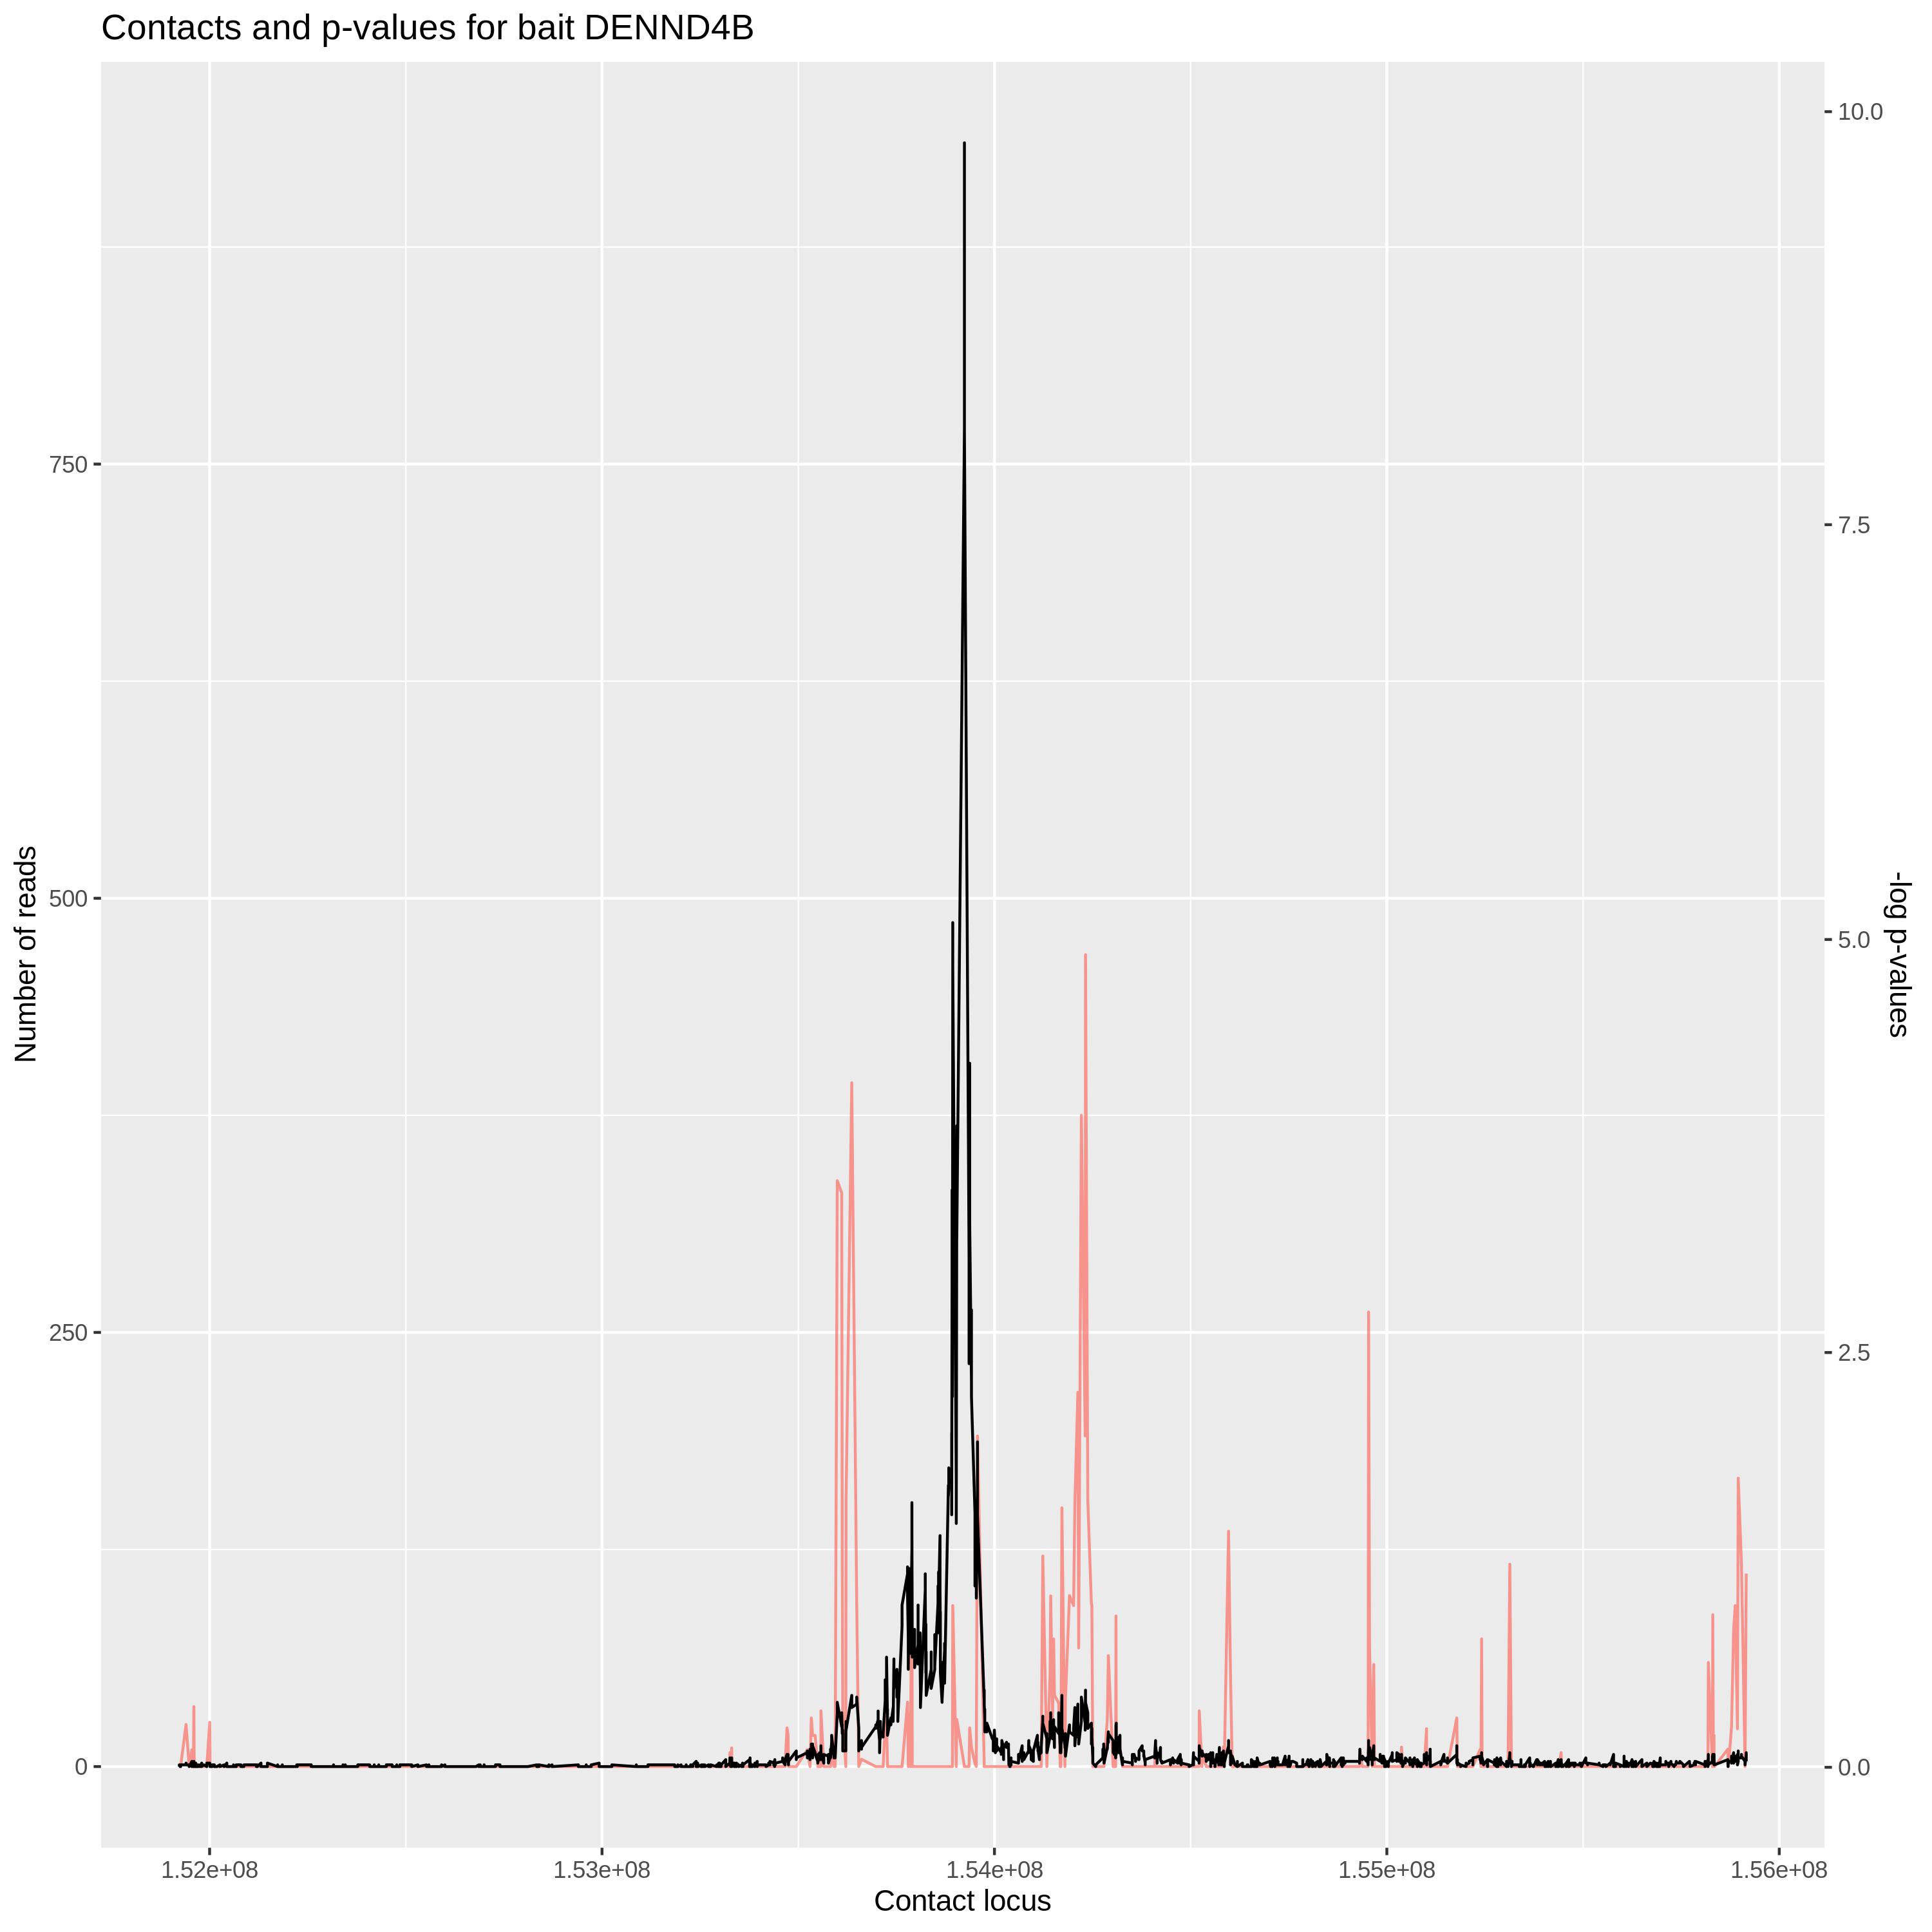 Contacts and p-values for bait DENND4B
10.0
750
7.5
500
5.0
Number of reads
-log p-values
250
2.5
0
0.0
1.52e+08
1.53e+08
1.54e+08
1.55e+08
1.56e+08
Contact locus